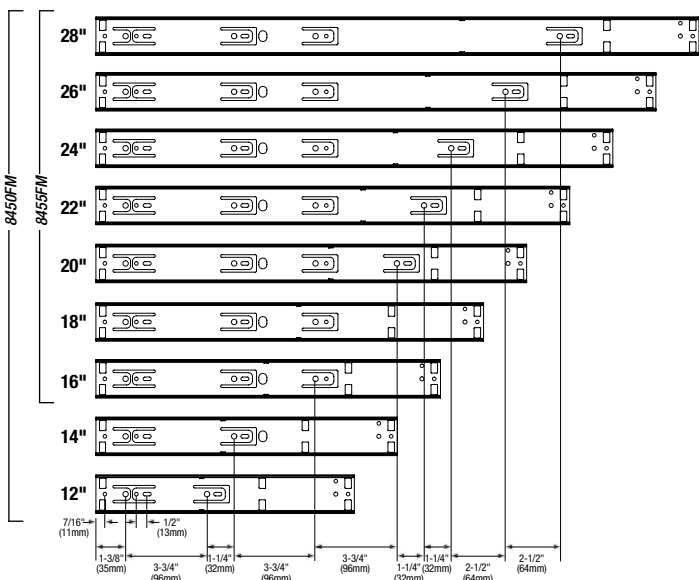 8450FM
8455FM
28"
26"
24"
22"
20"
18"
16"
14"
12"
7/16"
(11mm)
1/2"
(13mm)
1-3/8"
(35mm)
3-3/4"
(96mm)
1-1/4"
(32mm)
3-3/4"
(96mm)
3-3/4"
(96mm)
1-1/4"
(32mm)
1-1/4"
(32mm)
2-1/2"
(64mm)
2-1/2"
(64mm)